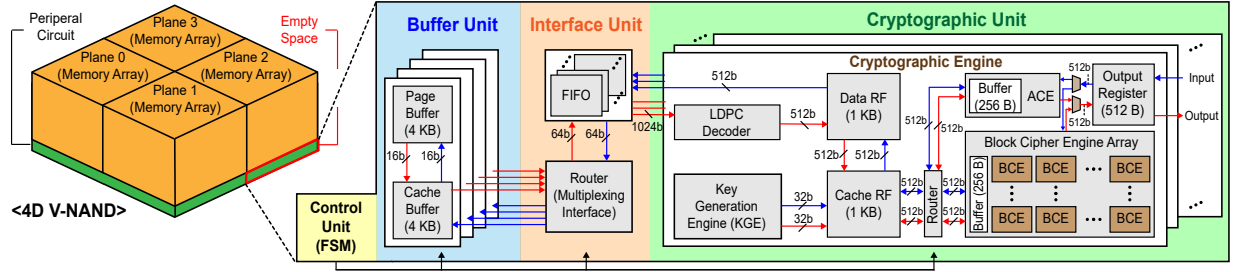 Periperal
Circuit
Plane 3
(Memory Array)
Empty
Space
Plane 0
(Memory Array)
Plane 2
(Memory Array)
Plane 1
(Memory Array)
<4D V-NAND>
Control
Unit
(FSM)
Buffer Unit
Page
Buffer
(4 KB)
16b
16b
Cache
Buffer
(4 KB)
Interface Unit
FIFO
64b
64b
Router
(Multiplexing
Interface)
1024b
Cryptographic Unit
Cryptographic Engine
512b
LDPC
Decoder
512b
Data RF
(1 KB)
512b
512b
Key
Generation
Engine (KGE)
32b
32b
Cache RF
(1 KB)
512b
512b
512b
512b
Router
512b
512b
Buffer
(256 B)
ACE
512b
512b
Output
Register
(512 B)
Input
Output
Block Cipher Engine Array
Buffer (256 B)
BCE
BCE
BCE
BCE
BCE
BCE